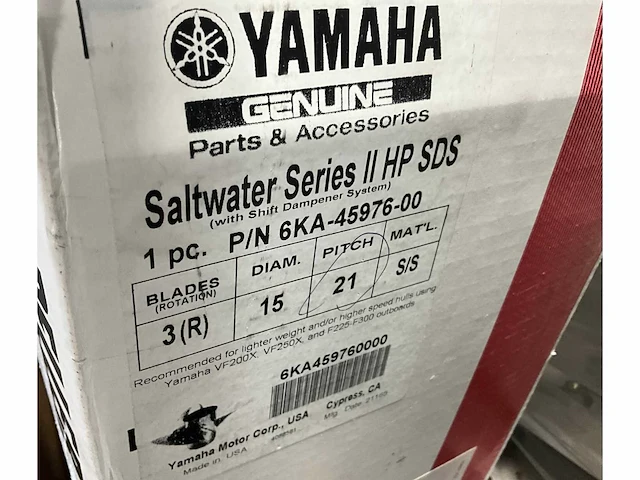 YAMAHA
GENUINE
Parts & Accessories
Saltwater Series II HP SDS
(with Shift Dampener System)
1 pc. P/N 6KA-45976-00
BLADES (ROTATION) DIAM. PITCH MAT'L.
3 (R) 15 21 S/S
Recommended for lighter weight and/or higher speed hulls using
Yamaha VF200X, VF250X, and F225-F300 outboards
6KA459760000
Yamaha Motor Corp., USA Cypress, CA
Made in USA